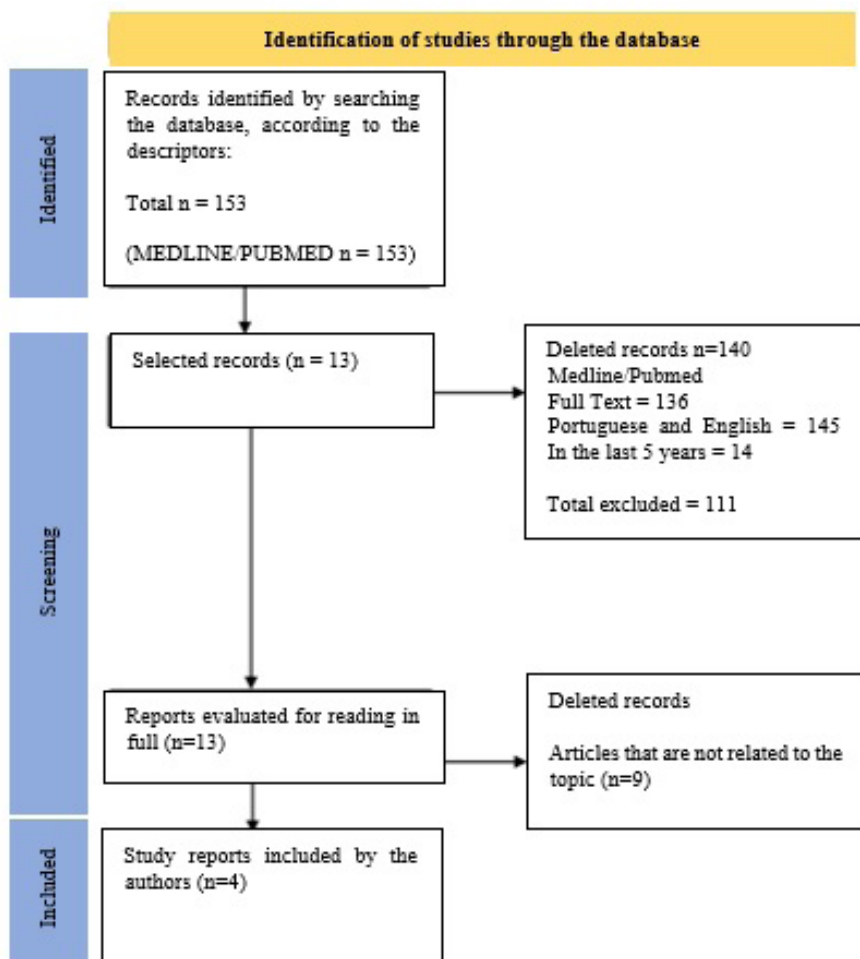 Identification of studies through the database
Identified
Records identified by searching
the database, according to the
descriptors:
Total n = 153
(MEDLINE/PUBMED n = 153)
Screening
Selected records (n = 13)
Deleted records n=140
Medline/Pubmed
Full Text = 136
Portuguese and English = 145
In the last 5 years = 14
Total excluded = 111
Reports evaluated for reading in
full (n=13)
Deleted records
Articles that are not related to the
topic (n=9)
Included
Study reports included by the
authors (n=4)